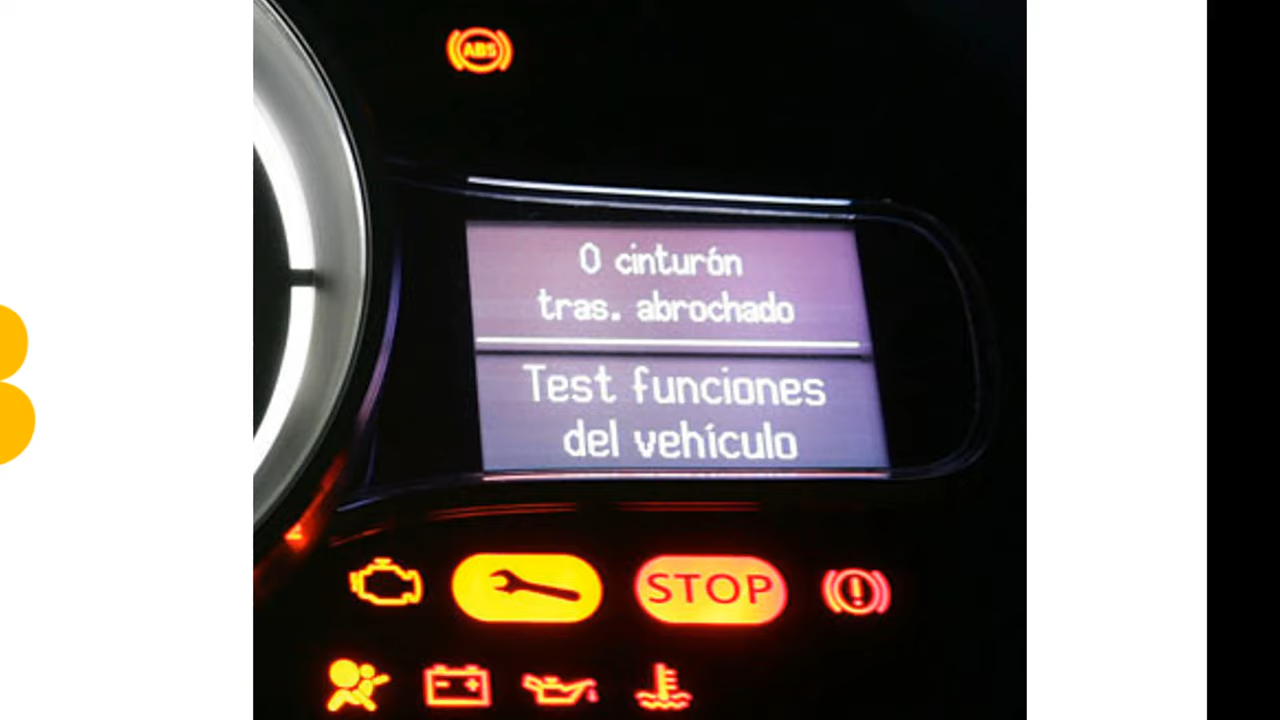 ABS
0 cinturón
tras. abrochado
Test funciones
del vehículo
STOP